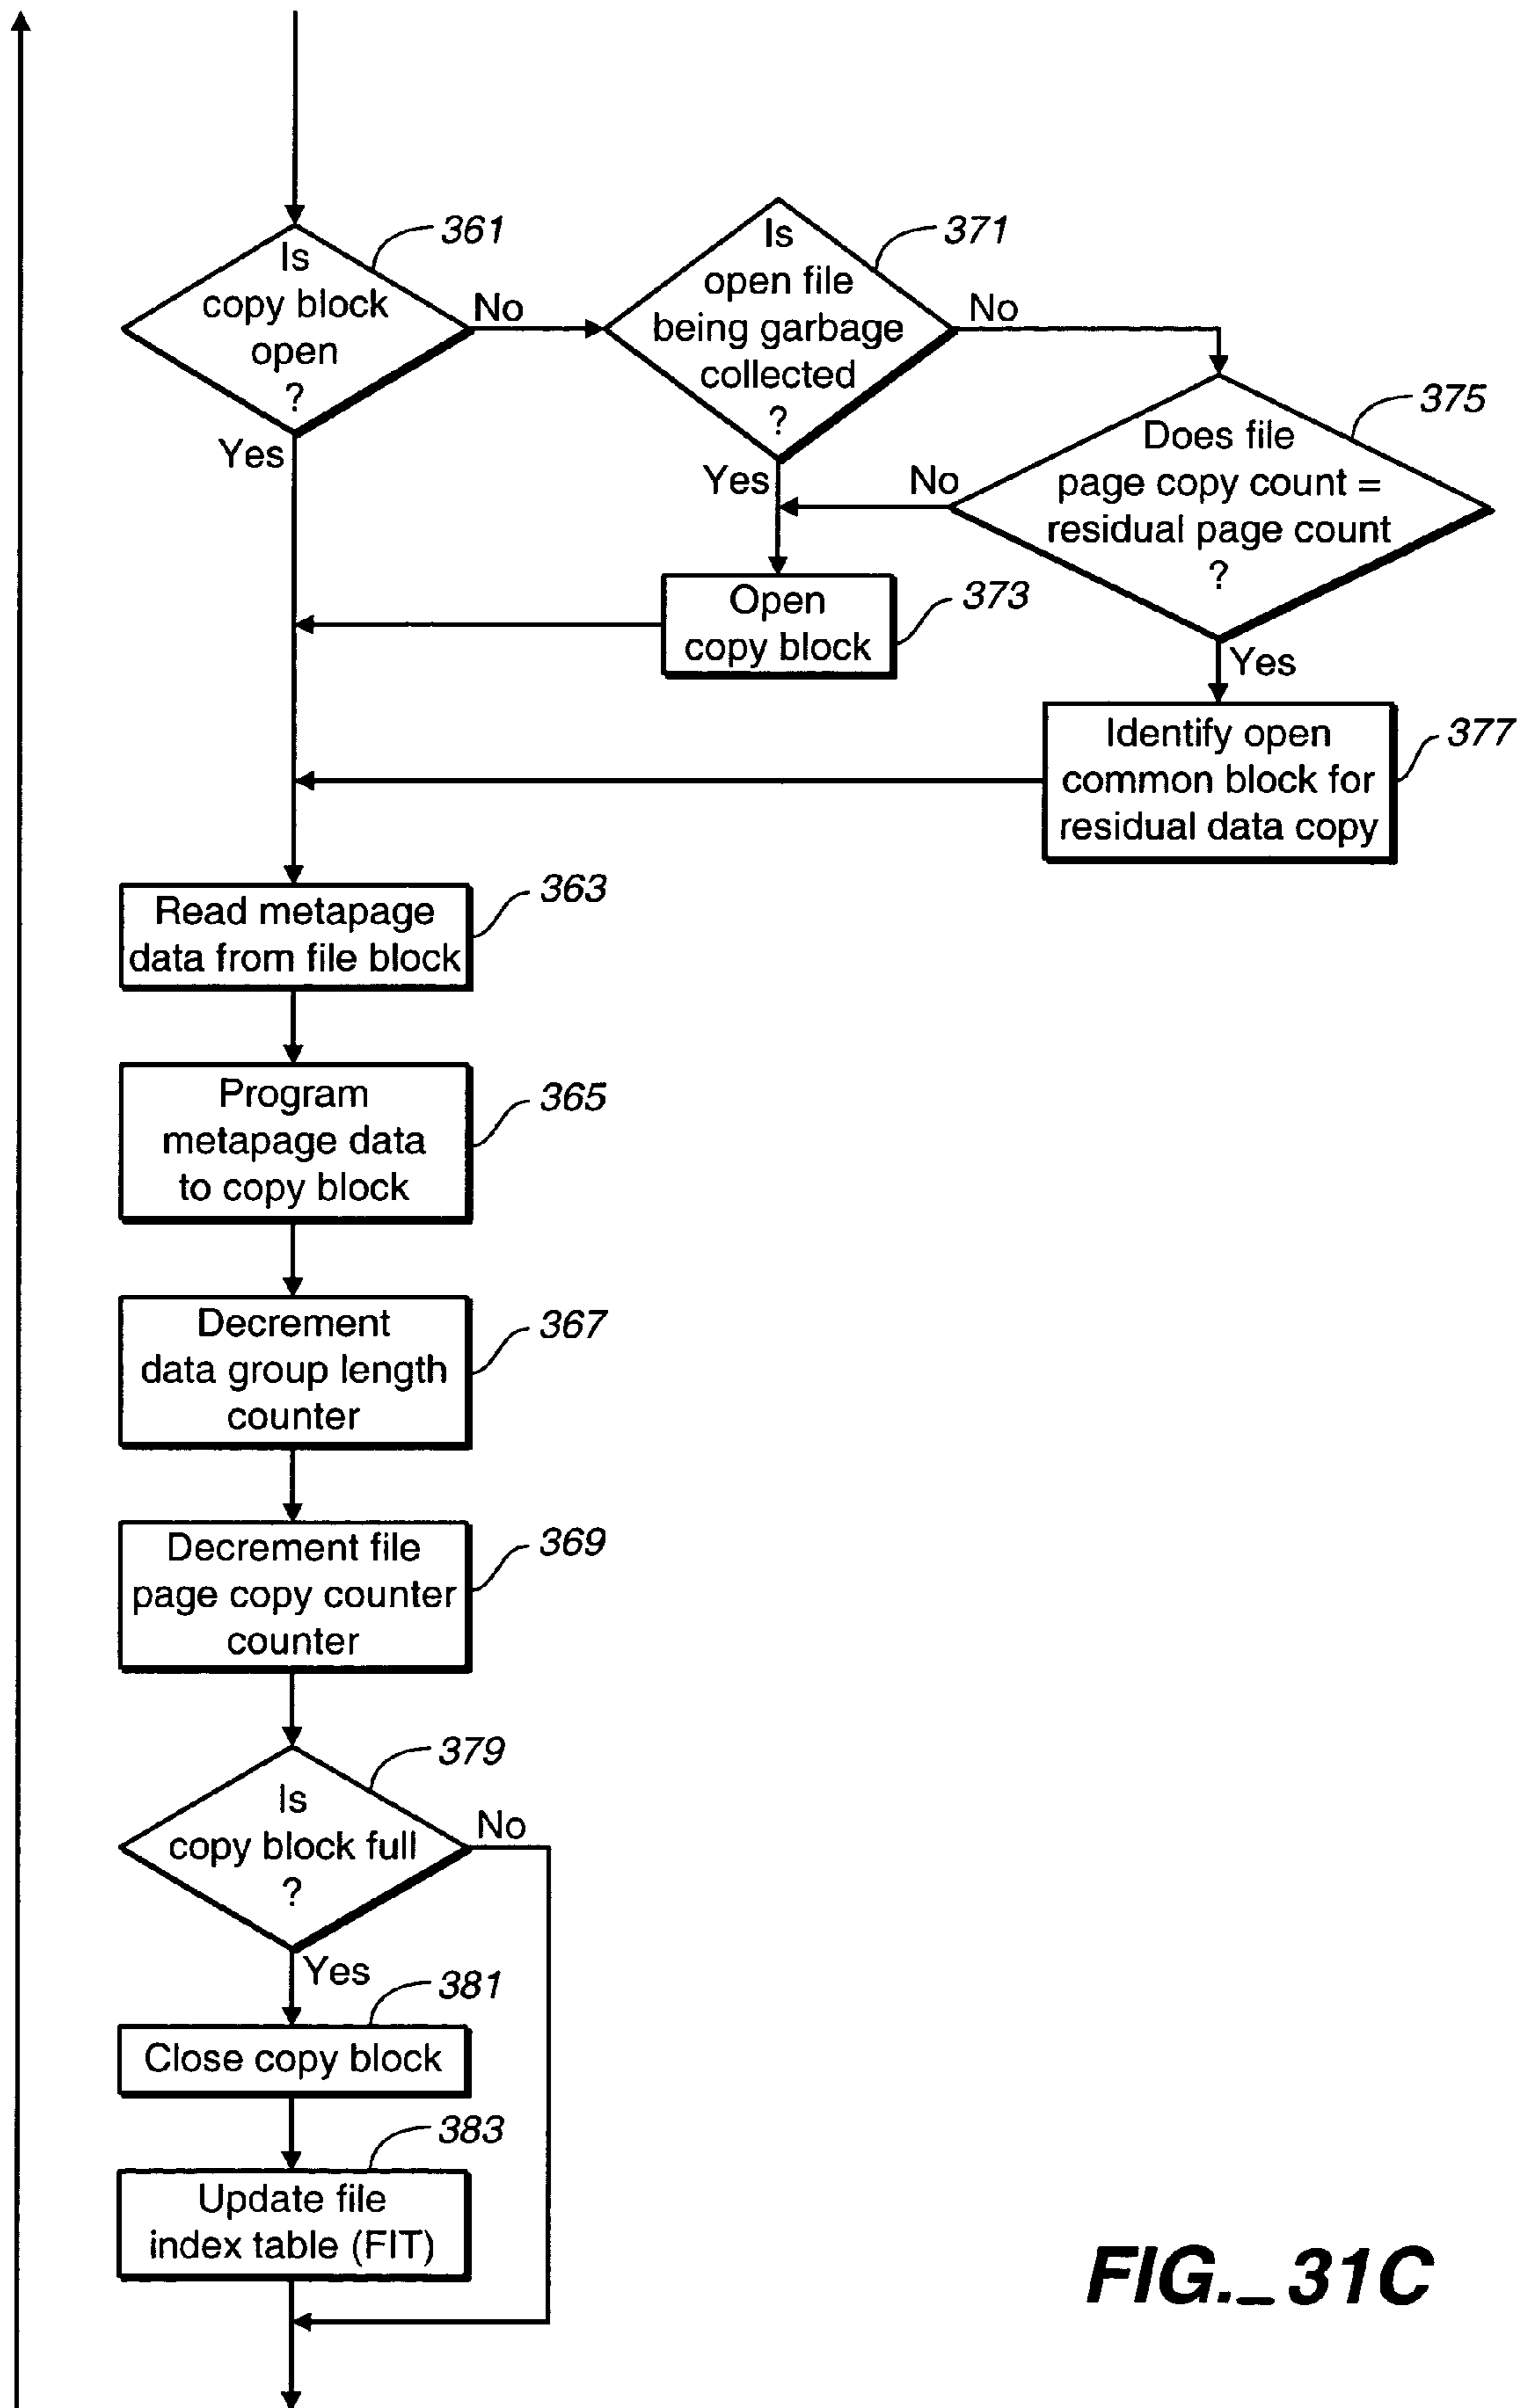 Is
copy block
open
?
361
No
Yes
Is
open file
being garbage
collected
?
371
No
Yes
Does file
page copy count =
residual page count
?
375
No
Yes
Open
copy block
373
Identify open
common block for
residual data copy
377
Read metapage
data from file block
363
Program
metapage data
to copy block
365
Decrement
data group length
counter
367
Decrement file
page copy counter
counter
369
Is
copy block full
?
379
No
Yes
Close copy block
381
Update file
index table (FIT)
383
FIG._31C